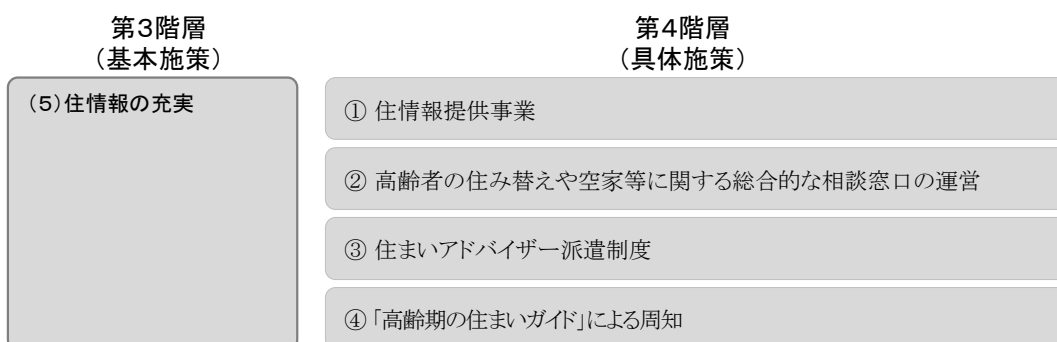 第3階層
（基本施策）
第4階層
（具体施策）
（5）住情報の充実
① 住情報提供事業
② 高齢者の住み替えや空家等に関する総合的な相談窓口の運営
③ 住まいアドバイザー派遣制度
④「高齢期の住まいガイド」による周知